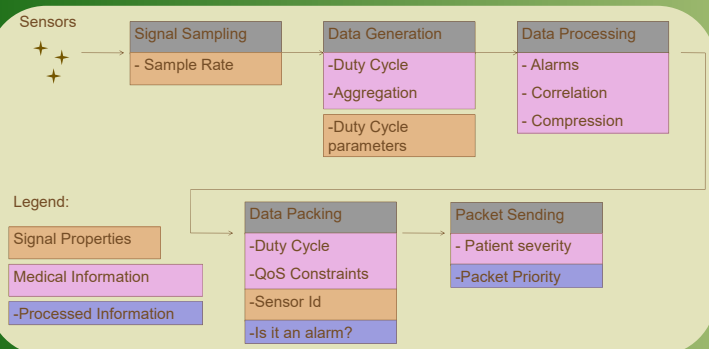 Sensors
Signal Sampling
- Sample Rate
Data Generation
-Duty Cycle
-Aggregation
-Duty Cycle
parameters
Data Processing
- Alarms
- Correlation
- Compression
Legend:
Signal Properties
Medical Information
-Processed Information
Data Packing
-Duty Cycle
-QoS Constraints
-Sensor Id
-Is it an alarm?
Packet Sending
- Patient severity
-Packet Priority